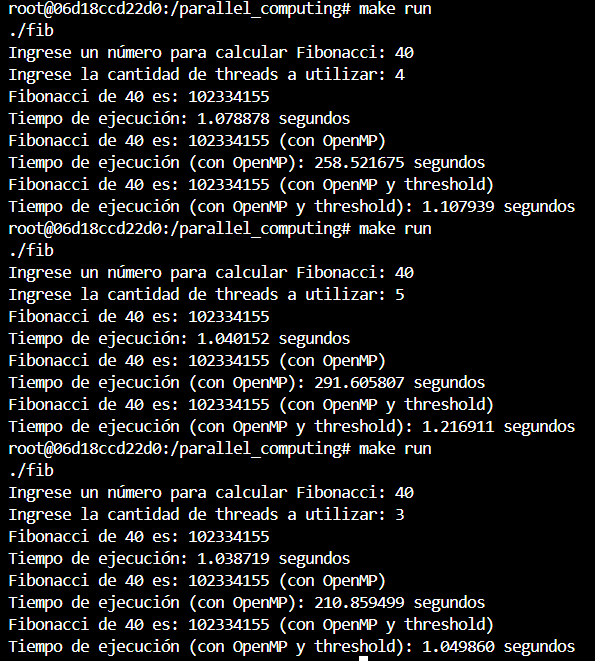 root@06d18ccd22d0:/parallel_computing# make run
./fib
Ingrese un número para calcular Fibonacci: 40
Ingrese la cantidad de threads a utilizar: 4
Fibonacci de 40 es: 102334155
Tiempo de ejecución: 1.078878 segundos
Fibonacci de 40 es: 102334155 (con OpenMP)
Tiempo de ejecución (con OpenMP): 258.521675 segundos
Fibonacci de 40 es: 102334155 (con OpenMP y threshold)
Tiempo de ejecución (con OpenMP y threshold): 1.107939 segundos
root@06d18ccd22d0:/parallel_computing# make run
./fib
Ingrese un número para calcular Fibonacci: 40
Ingrese la cantidad de threads a utilizar: 5
Fibonacci de 40 es: 102334155
Tiempo de ejecución: 1.040152 segundos
Fibonacci de 40 es: 102334155 (con OpenMP)
Tiempo de ejecución (con OpenMP): 291.605807 segundos
Fibonacci de 40 es: 102334155 (con OpenMP y threshold)
Tiempo de ejecución (con OpenMP y threshold): 1.216911 segundos
root@06d18ccd22d0:/parallel_computing# make run
./fib
Ingrese un número para calcular Fibonacci: 40
Ingrese la cantidad de threads a utilizar: 3
Fibonacci de 40 es: 102334155
Tiempo de ejecución: 1.038719 segundos
Fibonacci de 40 es: 102334155 (con OpenMP)
Tiempo de ejecución (con OpenMP): 210.859499 segundos
Fibonacci de 40 es: 102334155 (con OpenMP y threshold)
Tiempo de ejecución (con OpenMP y threshold): 1.049860 segundos